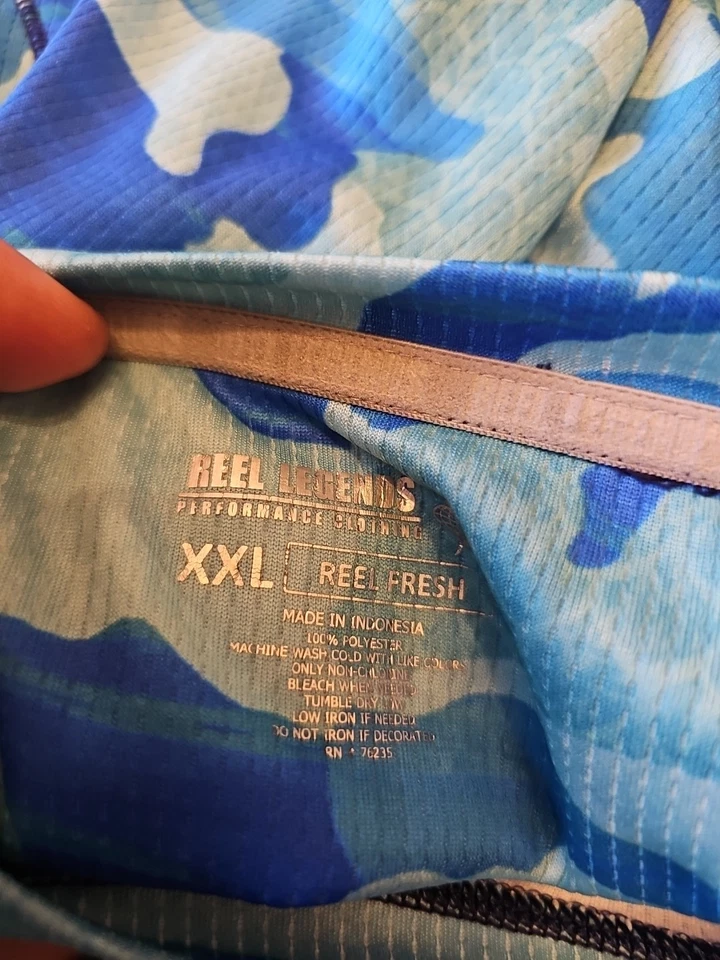 REEL LEGENDS
PERFORMANCE CLOTHING
XXL REEL FRESH
MADE IN INDONESIA
100% POLYESTER
MACHINE WASH COLD WITH LIKE COLORS
ONLY NON-CHLORINE
BLEACH WHEN NEEDED
TUMBLE DRY LOW
LOW IRON IF NEEDED
DO NOT IRON IF DECORATED
RN * 76235